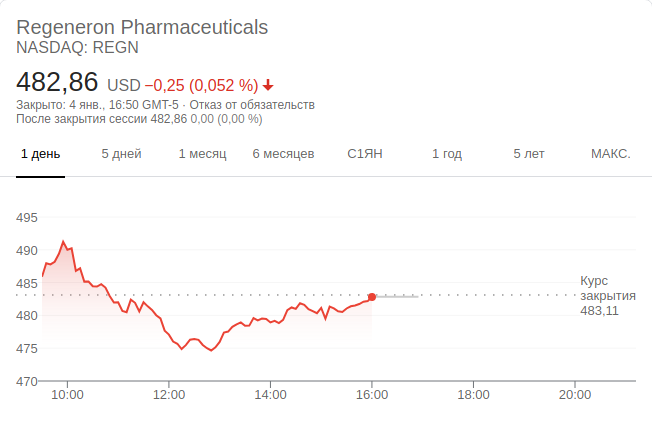 Regeneron Pharmaceuticals
NASDAQ: REGN
482,86 USD −0,25 (0,052 %)
Закрыто: 4 янв., 16:50 GMT-5 · Отказ от обязательств
После закрытия сессии 482,86 0,00 (0,00 %)
1 день 5 дней 1 месяц 6 месяцев С1ЯН 1 год 5 лет МАКС.
495
490
485
480
475
470
Курс
закрытия
483,11
10:00 12:00 14:00 16:00 18:00 20:00